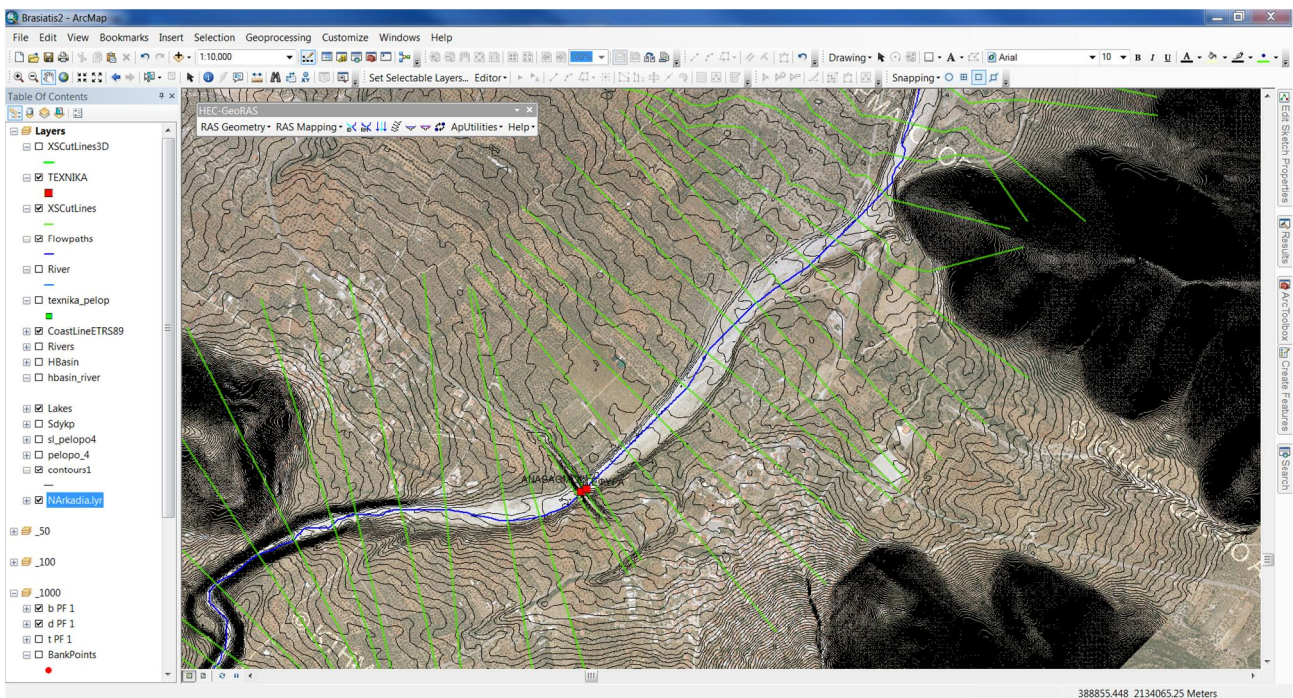 Brasiatis2 - ArcMap
File Edit View Bookmarks Insert Selection Geoprocessing Customize Windows Help
1:10,000 100% Drawing Arial 10 B I U A
Set Selectable Layers... Editor Snapping
Table Of Contents
Layers
XSCutLines3D
TEXNIKA
XSCutLines
Flowpaths
River
texnika_pelop
CoastLineETRS89
Rivers
HBasin
hbasin_river
Lakes
Sdykp
sl_pelopo4
pelopo_4
contours1
NArkadia.lyr
_50
_100
_1000
b PF 1
d PF 1
t PF 1
BankPoints
HEC-GeoRAS
RAS Geometry RAS Mapping ApUtilities Help
Edit Sketch Properties
Results
ArcToolbox
Create Features
Search
388855.448 2134065.25 Meters